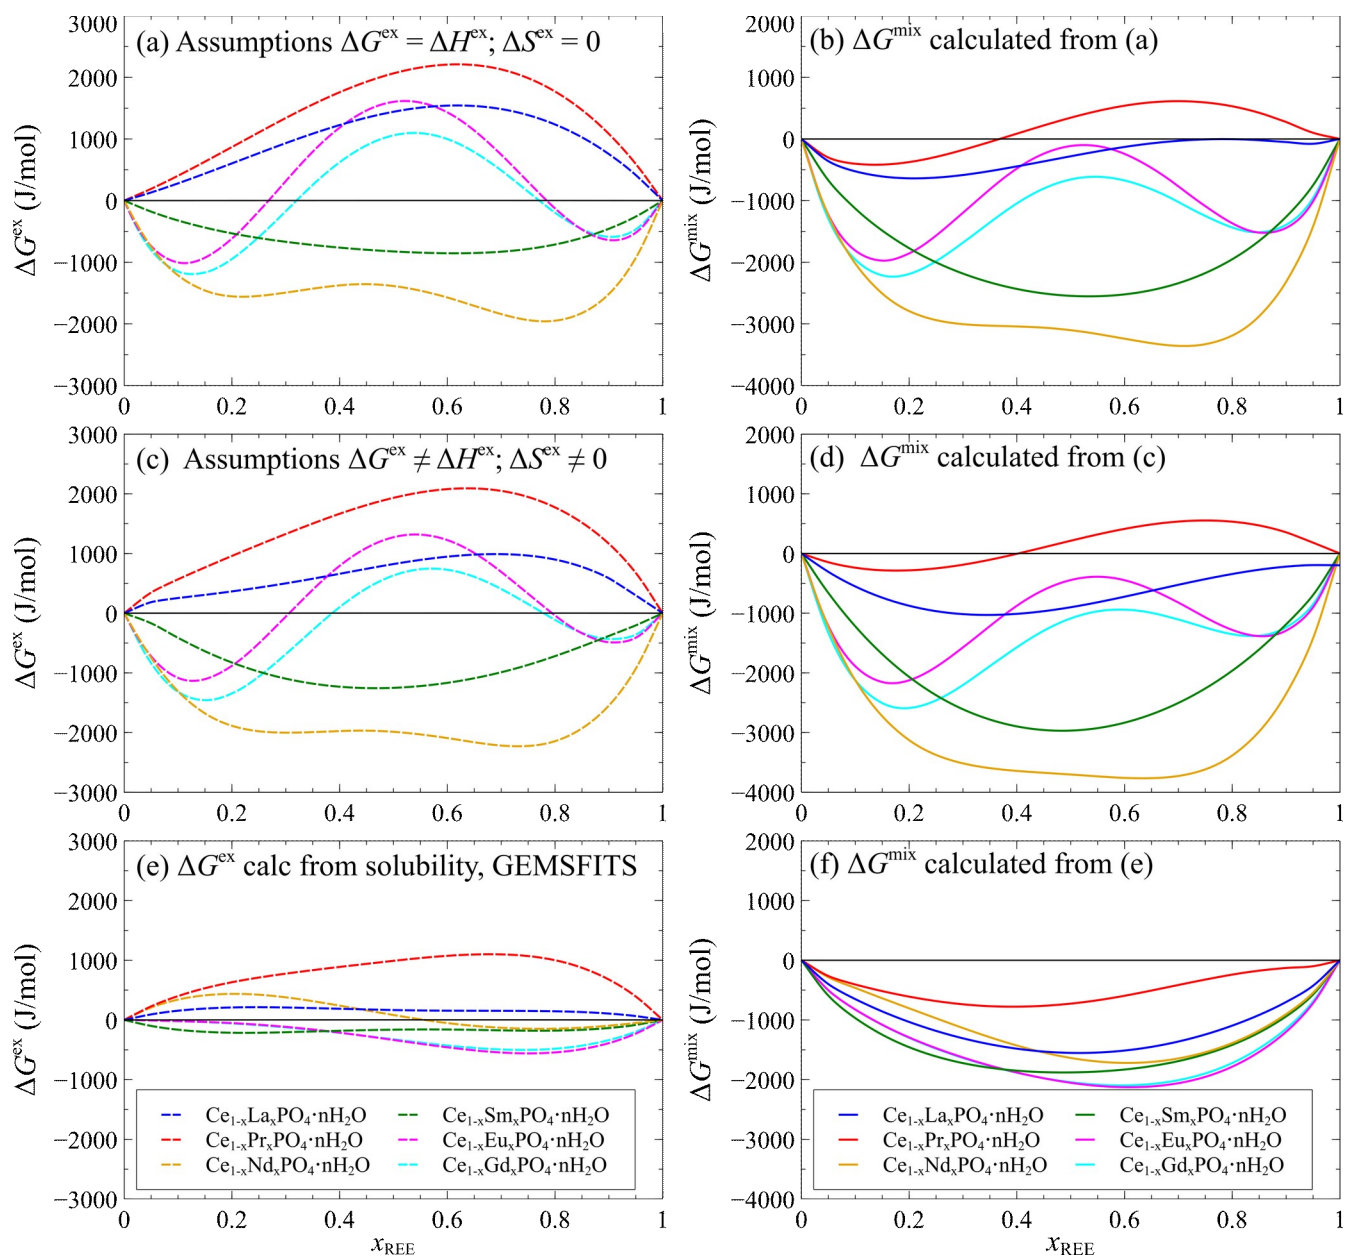 (a) Assumptions ΔG^ex = ΔH^ex; ΔS^ex = 0
3000
2000
1000
0
−1000
−2000
−3000
ΔG^ex (J/mol)
0 0.2 0.4 0.6 0.8 1
(b) ΔG^mix calculated from (a)
2000
1000
0
−1000
−2000
−3000
−4000
ΔG^mix (J/mol)
0 0.2 0.4 0.6 0.8 1
(c) Assumptions ΔG^ex ≠ ΔH^ex; ΔS^ex ≠ 0
3000
2000
1000
0
−1000
−2000
−3000
ΔG^ex (J/mol)
0 0.2 0.4 0.6 0.8 1
(d) ΔG^mix calculated from (c)
2000
1000
0
−1000
−2000
−3000
−4000
ΔG^mix (J/mol)
0 0.2 0.4 0.6 0.8 1
(e) ΔG^ex calc from solubility, GEMSFITS
3000
2000
1000
0
−1000
−2000
−3000
ΔG^ex (J/mol)
Ce₁₋ₓLaₓPO₄·nH₂O Ce₁₋ₓSmₓPO₄·nH₂O
Ce₁₋ₓPrₓPO₄·nH₂O Ce₁₋ₓEuₓPO₄·nH₂O
Ce₁₋ₓNdₓPO₄·nH₂O Ce₁₋ₓGdₓPO₄·nH₂O
0 0.2 0.4 0.6 0.8 1
x_REE
(f) ΔG^mix calculated from (e)
2000
1000
0
−1000
−2000
−3000
−4000
ΔG^mix (J/mol)
Ce₁₋ₓLaₓPO₄·nH₂O Ce₁₋ₓSmₓPO₄·nH₂O
Ce₁₋ₓPrₓPO₄·nH₂O Ce₁₋ₓEuₓPO₄·nH₂O
Ce₁₋ₓNdₓPO₄·nH₂O Ce₁₋ₓGdₓPO₄·nH₂O
0 0.2 0.4 0.6 0.8 1
x_REE